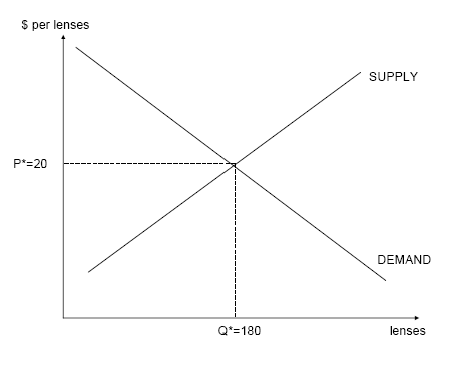 $ per lenses
SUPPLY
P*=20
DEMAND
Q*=180
lenses